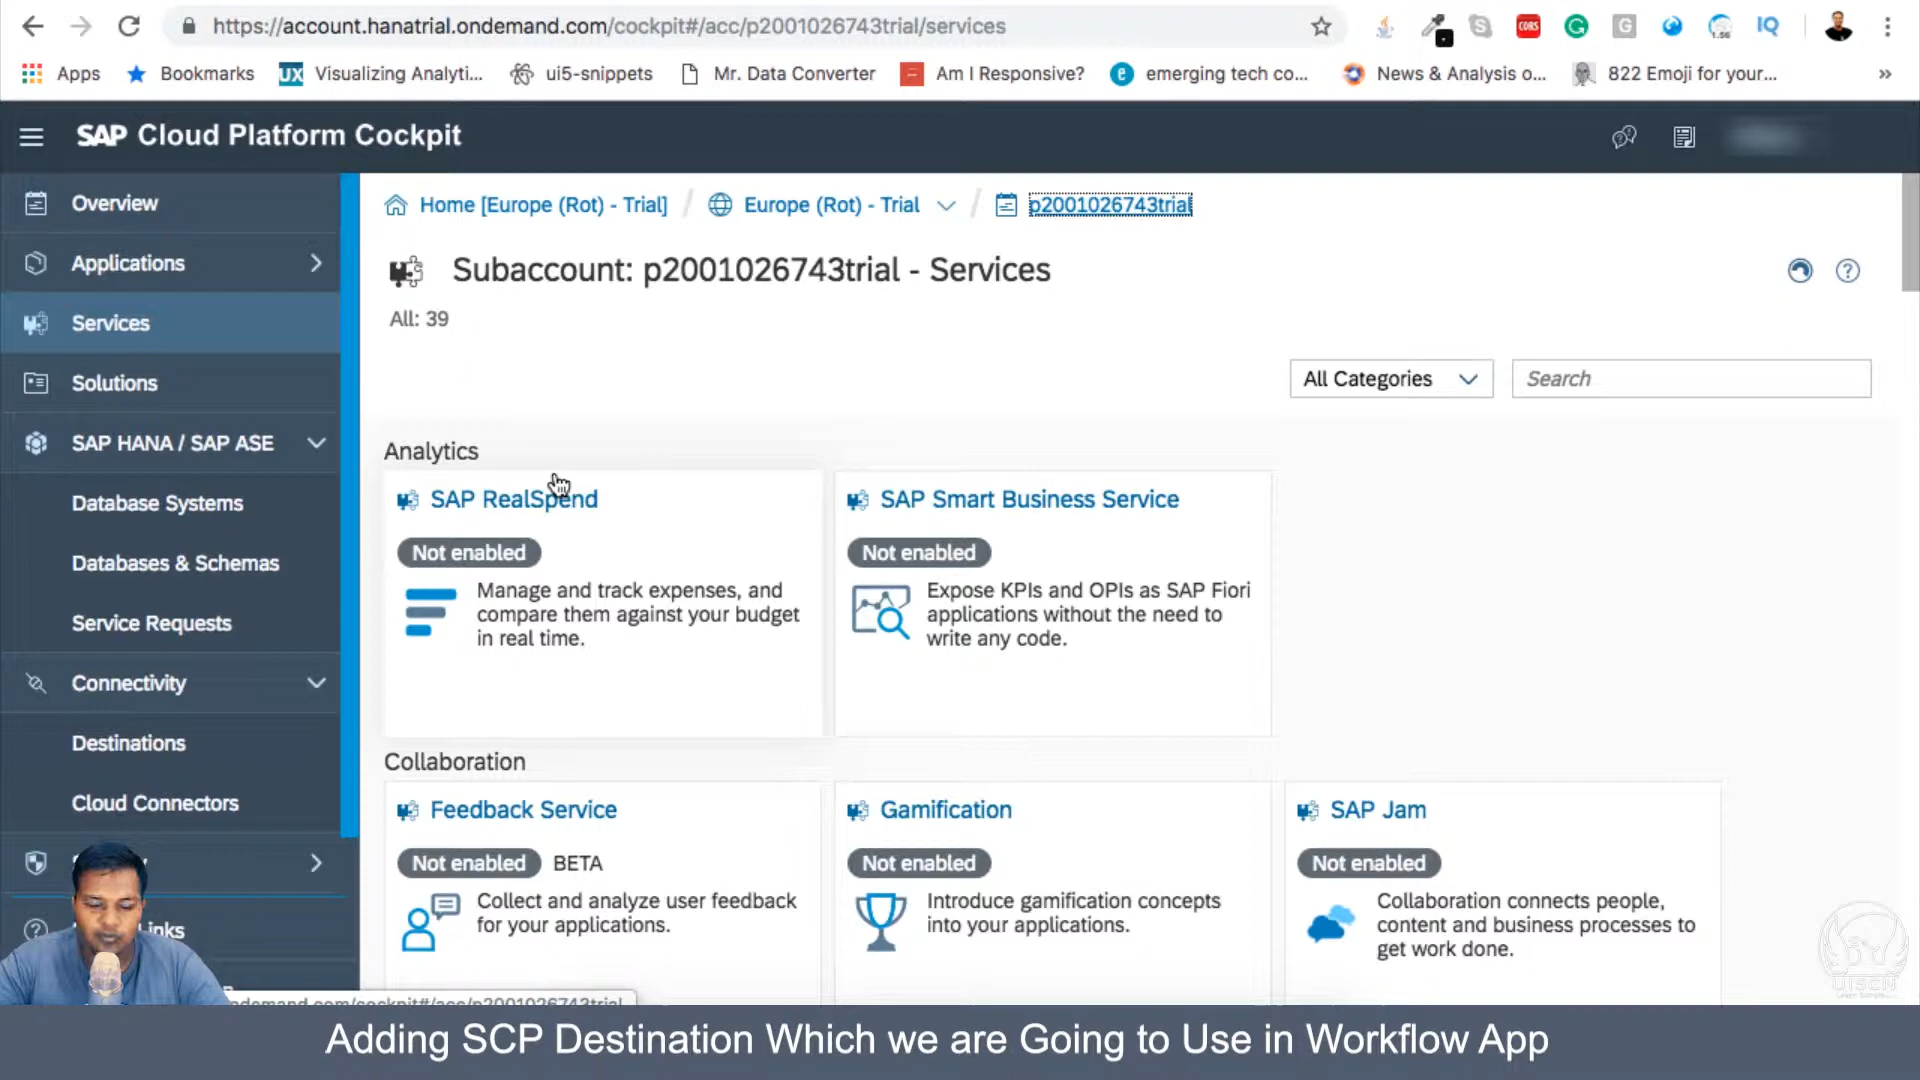 https://account.hanatrial.ondemand.com/cockpit#/acc/p2001026743trial/services
Apps
Bookmarks
UX Visualizing Analyti...
ui5-snippets
Mr. Data Converter
Am I Responsive?
emerging tech co...
News & Analysis o...
822 Emoji for your...
SAP Cloud Platform Cockpit
Overview
Applications
Services
Solutions
SAP HANA / SAP ASE
Database Systems
Databases & Schemas
Service Requests
Connectivity
Destinations
Cloud Connectors
Home [Europe (Rot) - Trial] / Europe (Rot) - Trial / p2001026743trial
Subaccount: p2001026743trial - Services
All: 39
All Categories
Search
Analytics
SAP RealSpend
Not enabled
Manage and track expenses, and
compare them against your budget
in real time.
SAP Smart Business Service
Not enabled
Expose KPIs and OPIs as SAP Fiori
applications without the need to
write any code.
Collaboration
Feedback Service
Not enabled BETA
Collect and analyze user feedback
for your applications.
Gamification
Not enabled
Introduce gamification concepts
into your applications.
SAP Jam
Not enabled
Collaboration connects people,
content and business processes to
get work done.
ondemand.com/cockpit#/acc/p2001026743trial
UISCN
Adding SCP Destination Which we are Going to Use in Workflow App